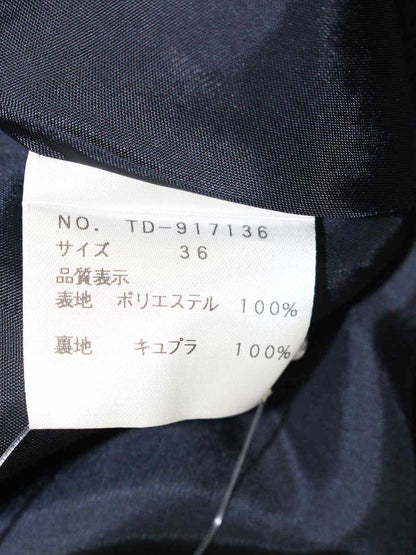 NO. TD-917136
サイズ 36
品質表示
表地 ポリエステル 100%
裏地 キュプラ 100%